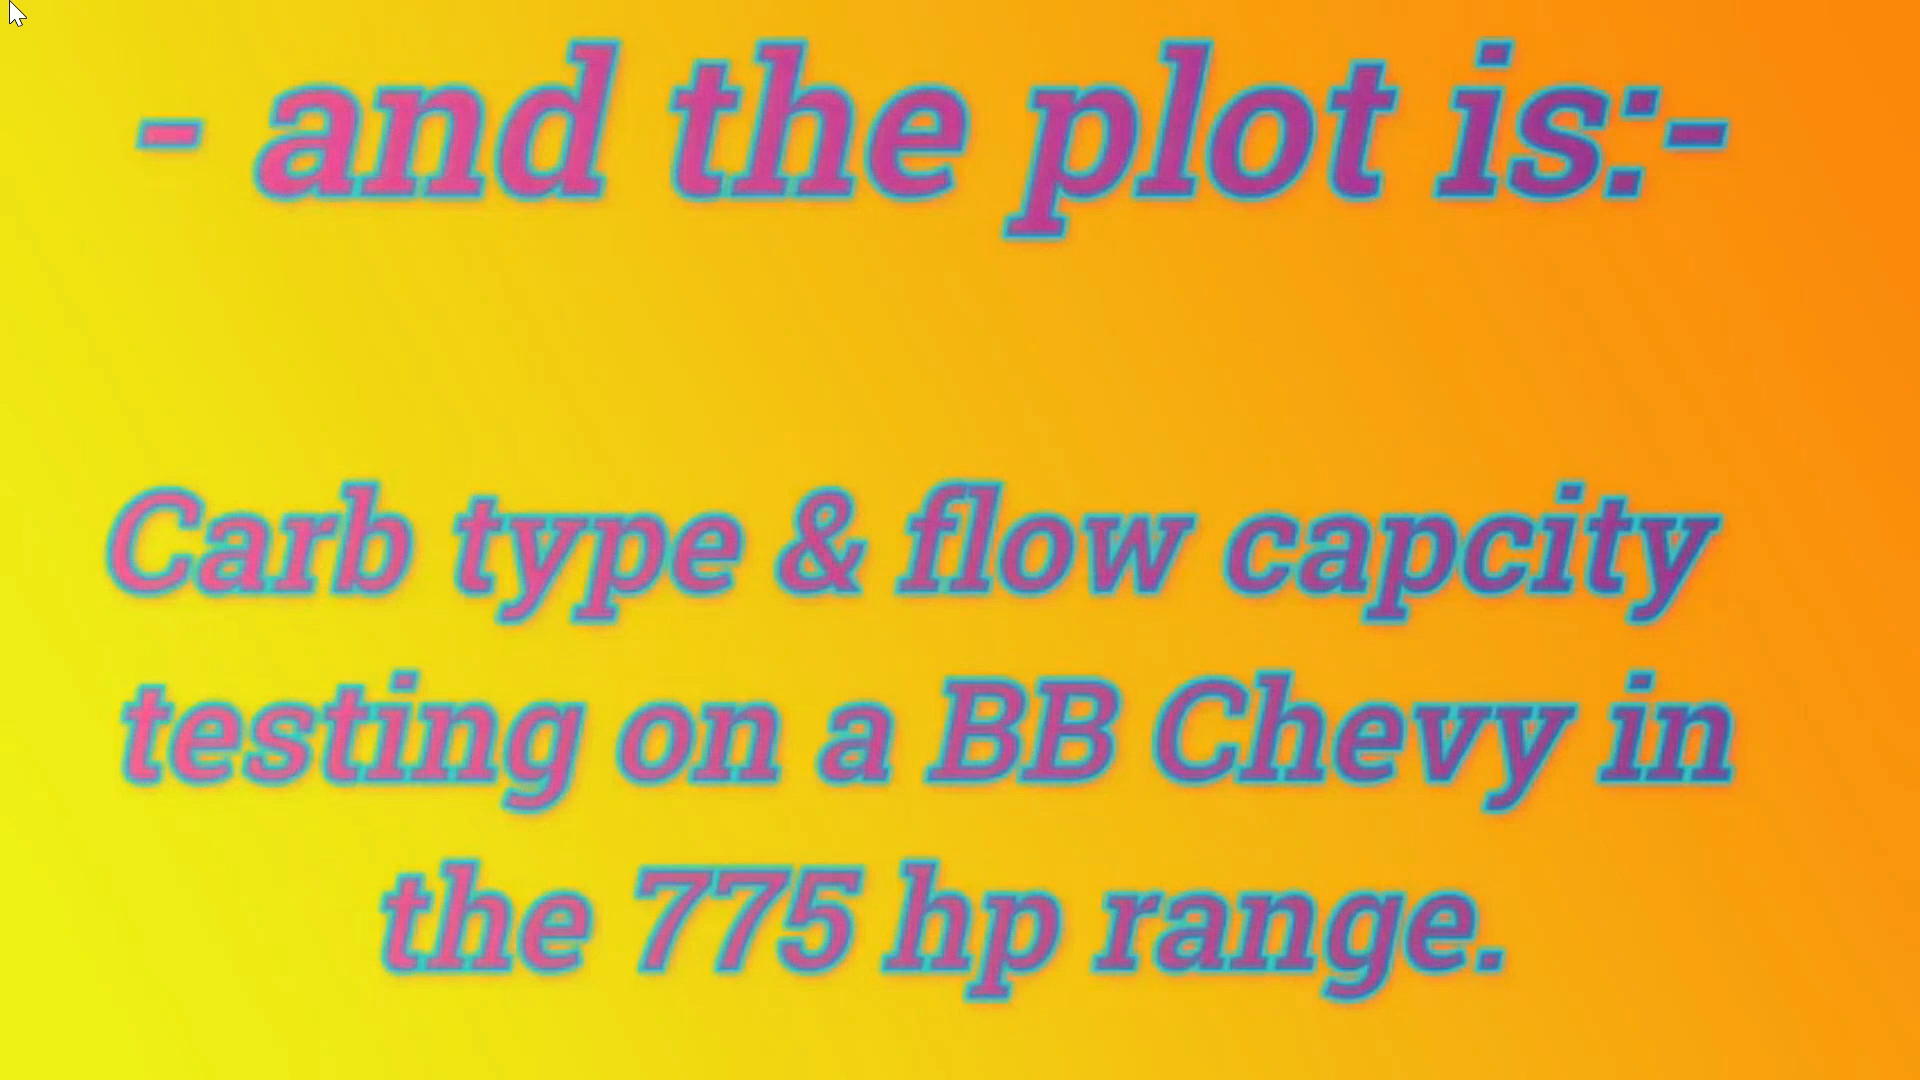 - and the plot is:-
Carb type & flow capcity
testing on a BB Chevy in
the 775 hp range.